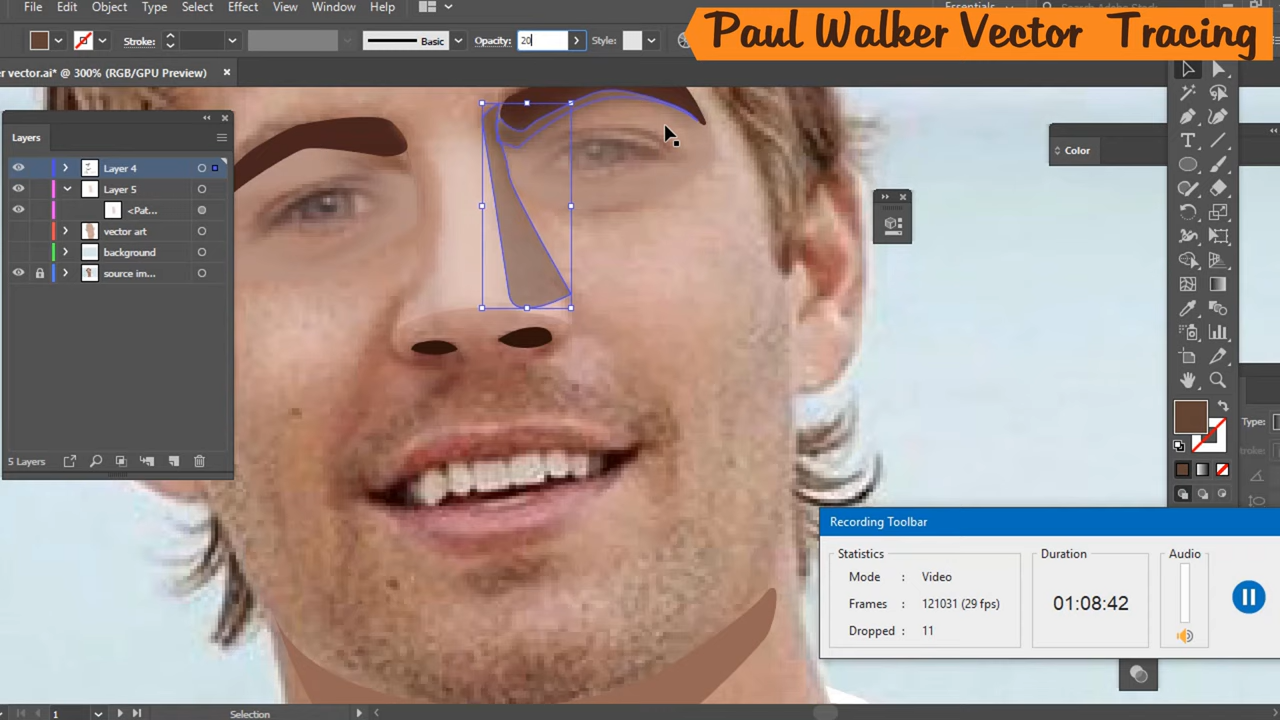 File Edit Object Type Select Effect View Window Help
Essentials
Paul Walker Vector Tracing
Stroke: Basic Opacity: 20 Style:
r vector.ai* @ 300% (RGB/GPU Preview) ×
Layers
Layer 4
Layer 5
<Pat...
vector art
background
source im...
5 Layers
Color
Type:
Recording Toolbar
Statistics Duration Audio
Mode : Video
Frames : 121031 (29 fps)
01:08:42
Dropped : 11
1 Selection